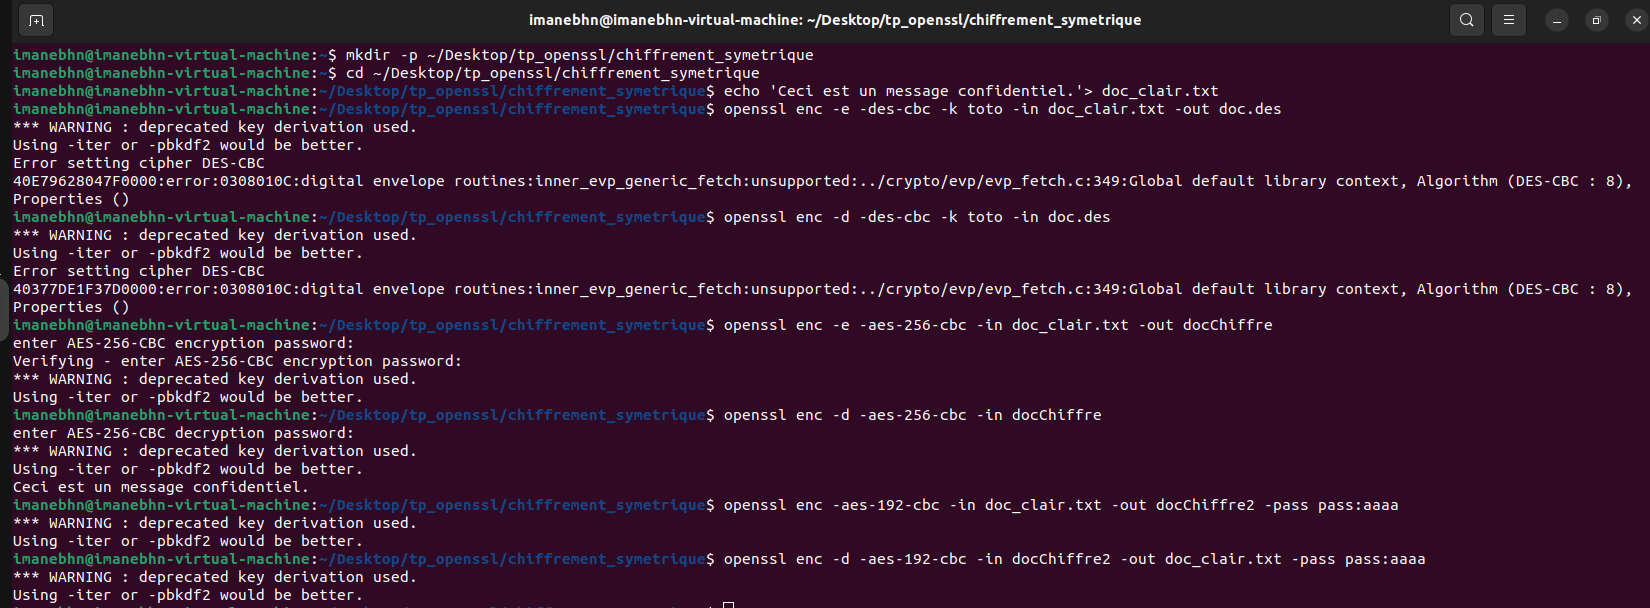 imanebhn@imanebhn-virtual-machine: ~/Desktop/tp_openssl/chiffrement_symetrique
imanebhn@imanebhn-virtual-machine:~$ mkdir -p ~/Desktop/tp_openssl/chiffrement_symetrique
imanebhn@imanebhn-virtual-machine:~$ cd ~/Desktop/tp_openssl/chiffrement_symetrique
imanebhn@imanebhn-virtual-machine:~/Desktop/tp_openssl/chiffrement_symetrique$ echo 'Ceci est un message confidentiel.'> doc_clair.txt
imanebhn@imanebhn-virtual-machine:~/Desktop/tp_openssl/chiffrement_symetrique$ openssl enc -e -des-cbc -k toto -in doc_clair.txt -out doc.des
*** WARNING : deprecated key derivation used.
Using -iter or -pbkdf2 would be better.
Error setting cipher DES-CBC
40E79628047F0000:error:0308010C:digital envelope routines:inner_evp_generic_fetch:unsupported:../crypto/evp/evp_fetch.c:349:Global default library context, Algorithm (DES-CBC : 8),
Properties ()
imanebhn@imanebhn-virtual-machine:~/Desktop/tp_openssl/chiffrement_symetrique$ openssl enc -d -des-cbc -k toto -in doc.des
*** WARNING : deprecated key derivation used.
Using -iter or -pbkdf2 would be better.
Error setting cipher DES-CBC
40377DE1F37D0000:error:0308010C:digital envelope routines:inner_evp_generic_fetch:unsupported:../crypto/evp/evp_fetch.c:349:Global default library context, Algorithm (DES-CBC : 8),
Properties ()
imanebhn@imanebhn-virtual-machine:~/Desktop/tp_openssl/chiffrement_symetrique$ openssl enc -e -aes-256-cbc -in doc_clair.txt -out docChiffre
enter AES-256-CBC encryption password:
Verifying - enter AES-256-CBC encryption password:
*** WARNING : deprecated key derivation used.
Using -iter or -pbkdf2 would be better.
imanebhn@imanebhn-virtual-machine:~/Desktop/tp_openssl/chiffrement_symetrique$ openssl enc -d -aes-256-cbc -in docChiffre
enter AES-256-CBC decryption password:
*** WARNING : deprecated key derivation used.
Using -iter or -pbkdf2 would be better.
Ceci est un message confidentiel.
imanebhn@imanebhn-virtual-machine:~/Desktop/tp_openssl/chiffrement_symetrique$ openssl enc -aes-192-cbc -in doc_clair.txt -out docChiffre2 -pass pass:aaaa
*** WARNING : deprecated key derivation used.
Using -iter or -pbkdf2 would be better.
imanebhn@imanebhn-virtual-machine:~/Desktop/tp_openssl/chiffrement_symetrique$ openssl enc -d -aes-192-cbc -in docChiffre2 -out doc_clair.txt -pass pass:aaaa
*** WARNING : deprecated key derivation used.
Using -iter or -pbkdf2 would be better.